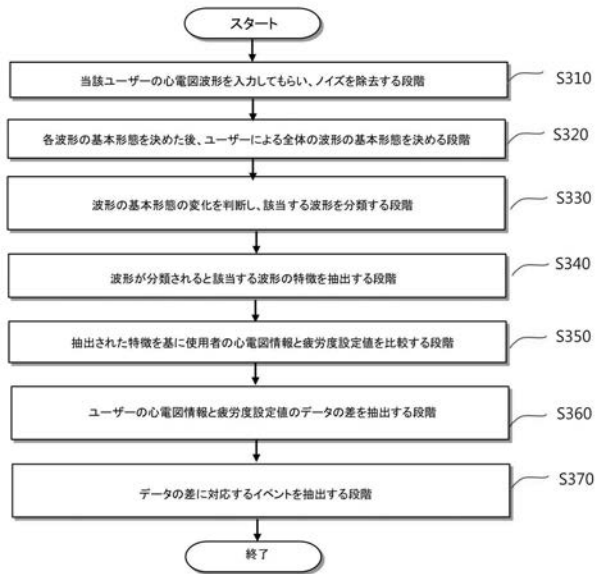 スタート
当該ユーザーの心電図波形を入力してもらい、ノイズを除去する段階
S310
各波形の基本形態を決めた後、ユーザーによる全体の波形の基本形態を決める段階
S320
波形の基本形態の変化を判断し、該当する波形を分類する段階
S330
波形が分類されると該当する波形の特徴を抽出する段階
S340
抽出された特徴を基に使用者の心電図情報と疲労度設定値を比較する段階
S350
ユーザーの心電図情報と疲労度設定値のデータの差を抽出する段階
S360
データの差に対応するイベントを抽出する段階
S370
終了